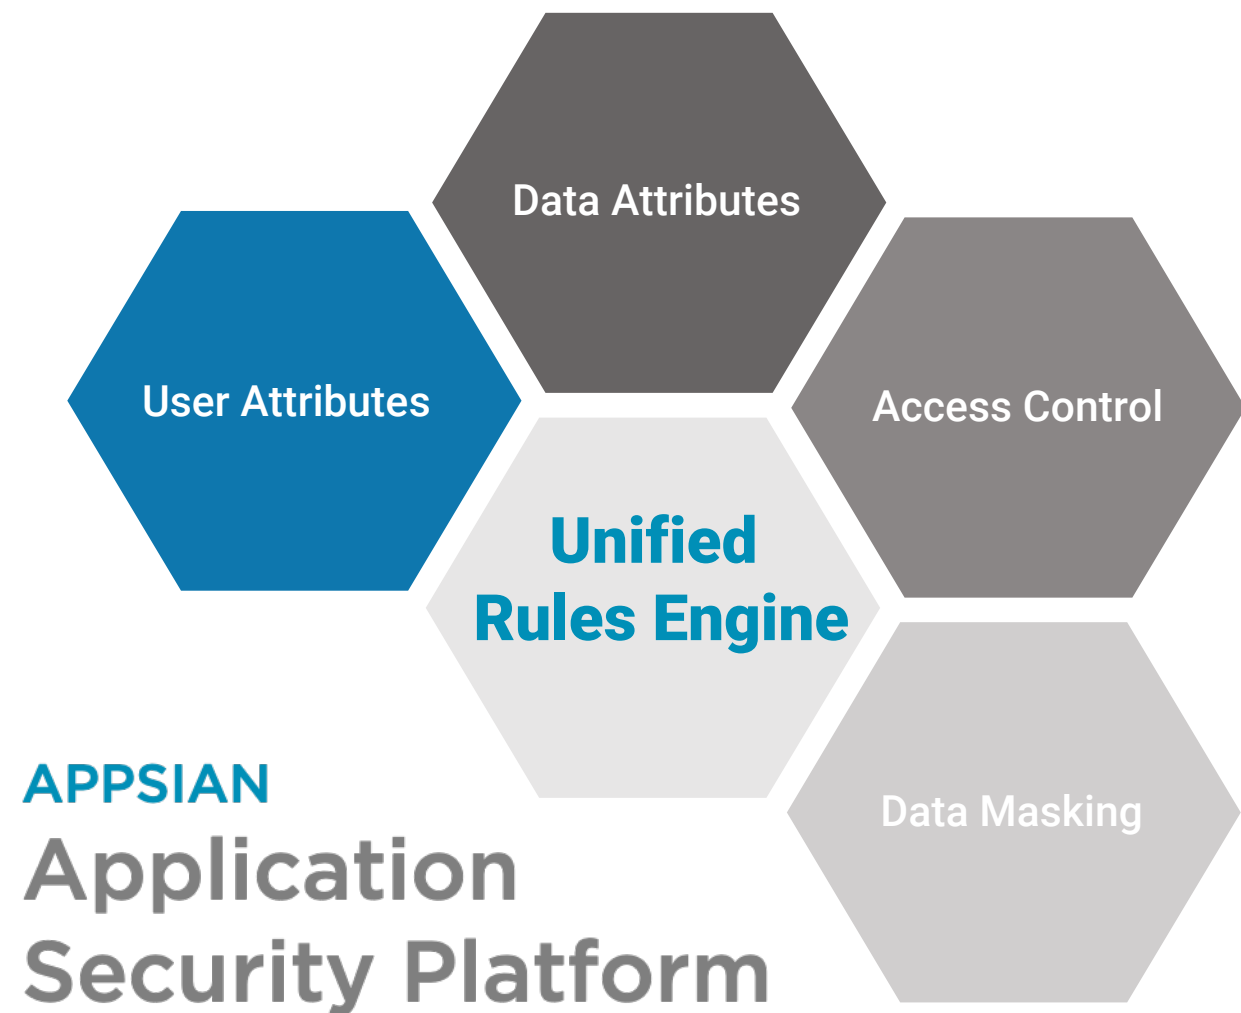 Data Attributes
User Attributes
Access Control
Unified
Rules Engine
Data Masking
APPSIAN
Application
Security Platform